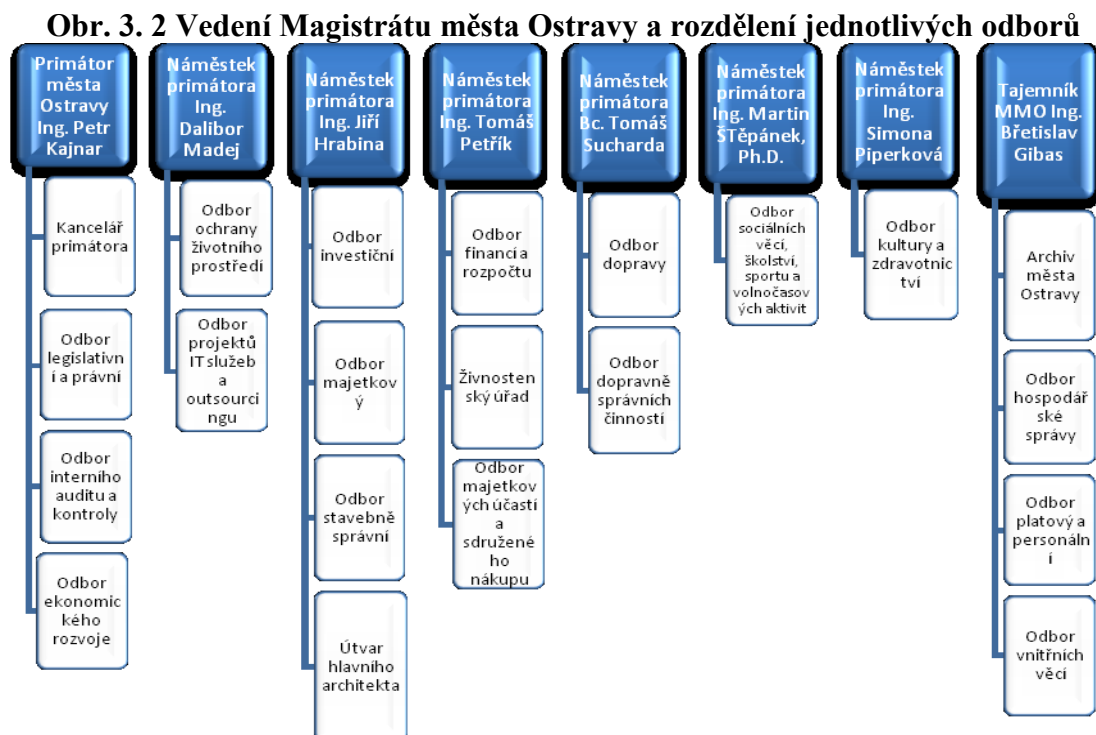 Obr. 3. 2 Vedení Magistrátu města Ostravy a rozdělení jednotlivých odborů
Primátor
města
Ostravy
Ing. Petr
Kajnar
Kancelář
primátora
Odbor
legislativn
í a právní
Odbor
interního
auditu a
kontroly
Odbor
ekonomic
kého
rozvoje
Náměstek
primátora
Ing.
Dalibor
Madej
Odbor
ochrany
životního
prostředí
Odbor
projektů
IT služeb
a
outsourci
ngu
Náměstek
primátora
Ing. Jiří
Hrabina
Odbor
investiční
Odbor
majetkov
ý
Odbor
stavebně
správní
Útvar
hlavního
architekta
Náměstek
primátora
Ing. Tomáš
Petřík
Odbor
financí a
rozpočtu
Živnosten
ský úřad
Odbor
majetkov
ých účastí
a
sdružené
ho
nákupu
Náměstek
primátora
Bc. Tomáš
Sucharda
Odbor
dopravy
Odbor
dopravně
správních
činností
Náměstek
primátora
Ing. Martin
ŠTěpánek,
Ph.D.
Odbor
sociálních
věcí,
školství,
sportu a
volnočasov
ých aktivit
Náměstek
primátora
Ing.
Simona
Piperková
Odbor
kultury a
zdravotnic
tví
Tajemník
MMO Ing.
Břetislav
Gibas
Archiv
města
Ostravy
Odbor
hospodář
ské
správy
Odbor
platový a
personáln
í
Odbor
vnitřních
věcí